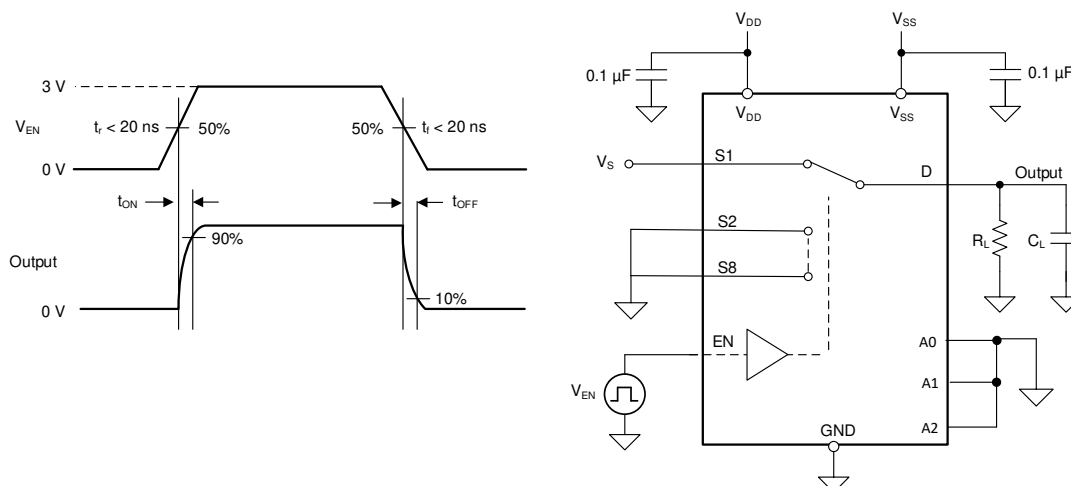 3 V
V_EN
t_r < 20 ns
50%
50%
t_f < 20 ns
0 V
t_ON
t_OFF
90%
Output
10%
0 V
V_DD
V_SS
0.1 µF
0.1 µF
V_DD
V_SS
V_S
S1
D
Output
S2
R_L
C_L
S8
EN
A0
V_EN
A1
A2
GND